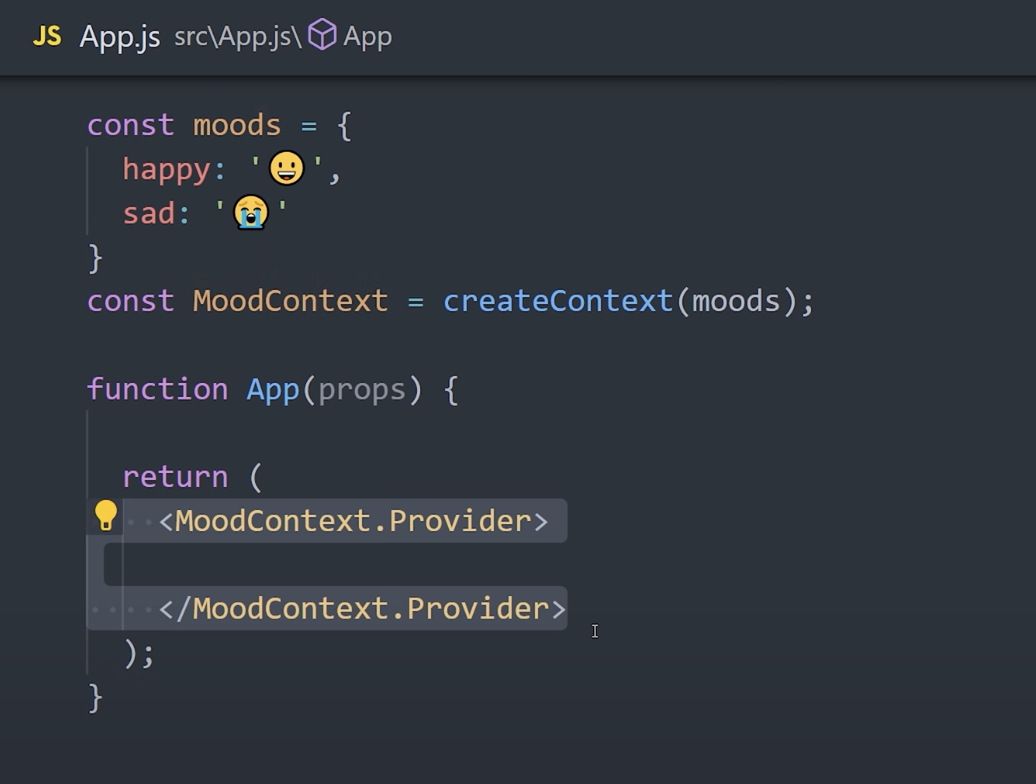 JS App.js src\App.js\ App
const moods = {
  happy: '😀',
  sad: '😭'
}
const MoodContext = createContext(moods);
function App(props) {
  return (
    <MoodContext.Provider>
    </MoodContext.Provider>
  );
}